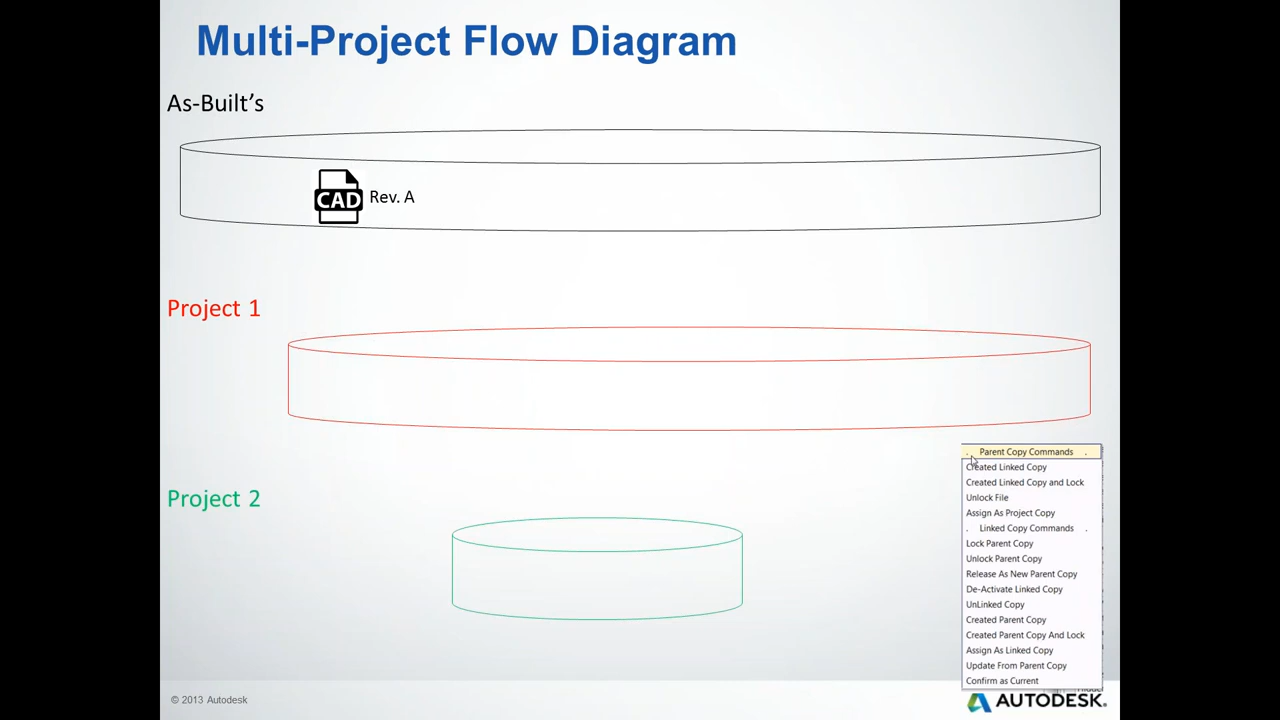 Multi-Project Flow Diagram
As-Built’s
CAD
Rev. A
Project 1
Project 2
. Parent Copy Commands .
Created Linked Copy
Created Linked Copy and Lock
Unlock File
Assign As Project Copy
. Linked Copy Commands .
Lock Parent Copy
Unlock Parent Copy
Release As New Parent Copy
De-Activate Linked Copy
UnLinked Copy
Created Parent Copy
Created Parent Copy And Lock
Assign As Linked Copy
Update From Parent Copy
Confirm as Current
© 2013 Autodesk
AUTODESK.